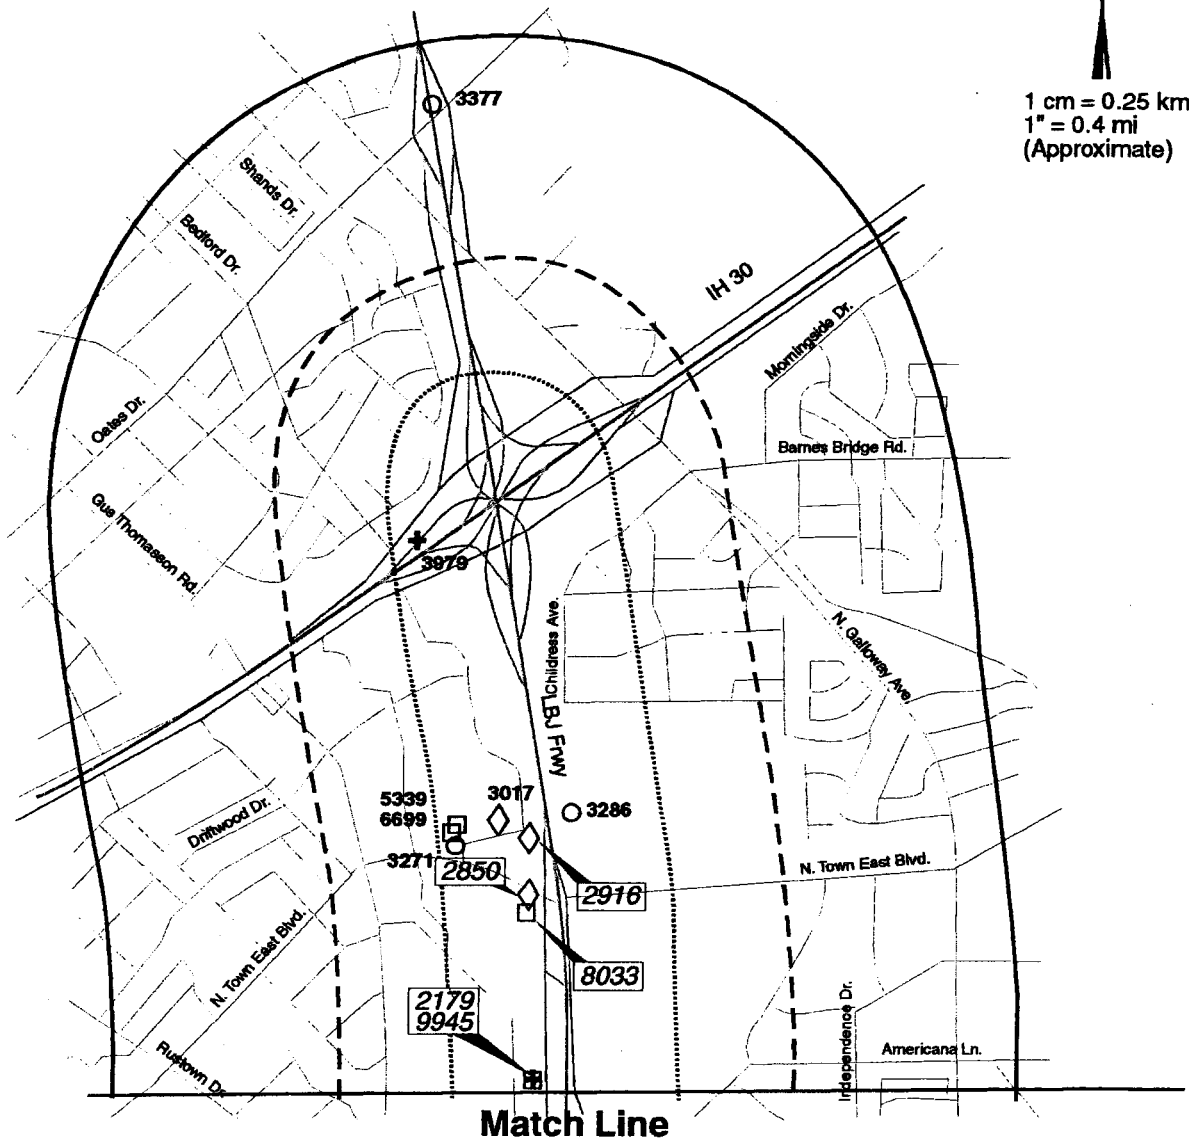 3377
1 cm = 0.25 km
1" = 0.4 mi
(Approximate)
Shands Dr.
Bedford Dr.
IH 30
Morningside Dr.
Oates Dr.
Barnes Bridge Rd.
Gus Thomasson Rd.
3979
Childress Ave.
N. Galloway Ave.
LBJ Frwy
5339
6699
3017
3286
Driftwood Dr.
3271
2850
2916
N. Town East Blvd.
N. Town East Blvd.
8033
2179
9945
Independence Dr.
Americana Ln.
Rustown Dr.
Match Line